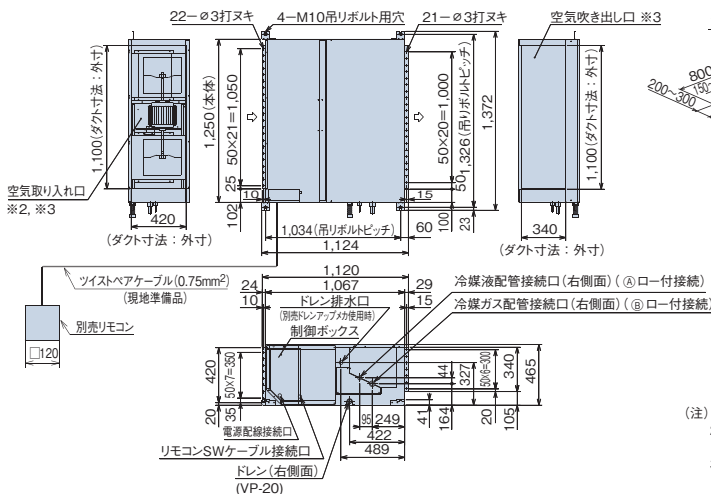 22－ø3打ヌキ
4－M10吊リボルト用穴
21－ø3打ヌキ
空気吹き出し口 ※3
1,100(ダクト寸法：外寸)
1,250(本体)
50×21=1,050
50×20=1,000
1,326(吊りボルトピッチ)
1,372
1,100(ダクト寸法：外寸)
800
150~
200~300
空気取り入れ口
※2, ※3
420
(ダクト寸法：外寸)
25
10
102
15
50
100
23
1,034(吊りボルトピッチ)
60
1,124
340
(ダクト寸法：外寸)
ツイストペアケーブル(0.75mm²)
(現地準備品)
別売リモコン
□120
1,120
24
1,067
29
10
15
ドレン排水口
(別売ドレンアップメカ使用時)
制御ボックス
冷媒液配管接続口(右側面)(Ⓐロー付接続)
冷媒ガス配管接続口(右側面)(Ⓑロー付接続)
420
50×7=350
20
35
44
327
50×6=300
340
465
95
249
41
164
20
105
422
489
電源配線接続口
リモコンSWケーブル接続口
ドレン(右側面)
(VP-20)
(注)